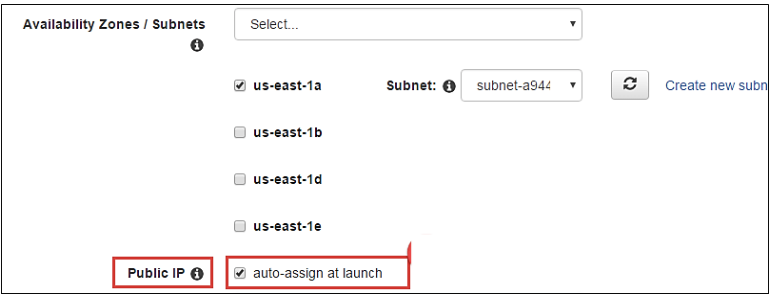 Availability Zones / Subnets
Select...
us-east-1a Subnet: subnet-a944 Create new subn
us-east-1b
us-east-1d
us-east-1e
Public IP auto-assign at launch